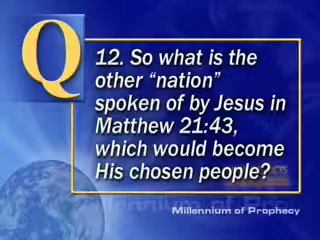 Q
12. So what is the
other “nation”
spoken of by Jesus in
Matthew 21:43,
which would become
His chosen people?
Millennium of Prophecy